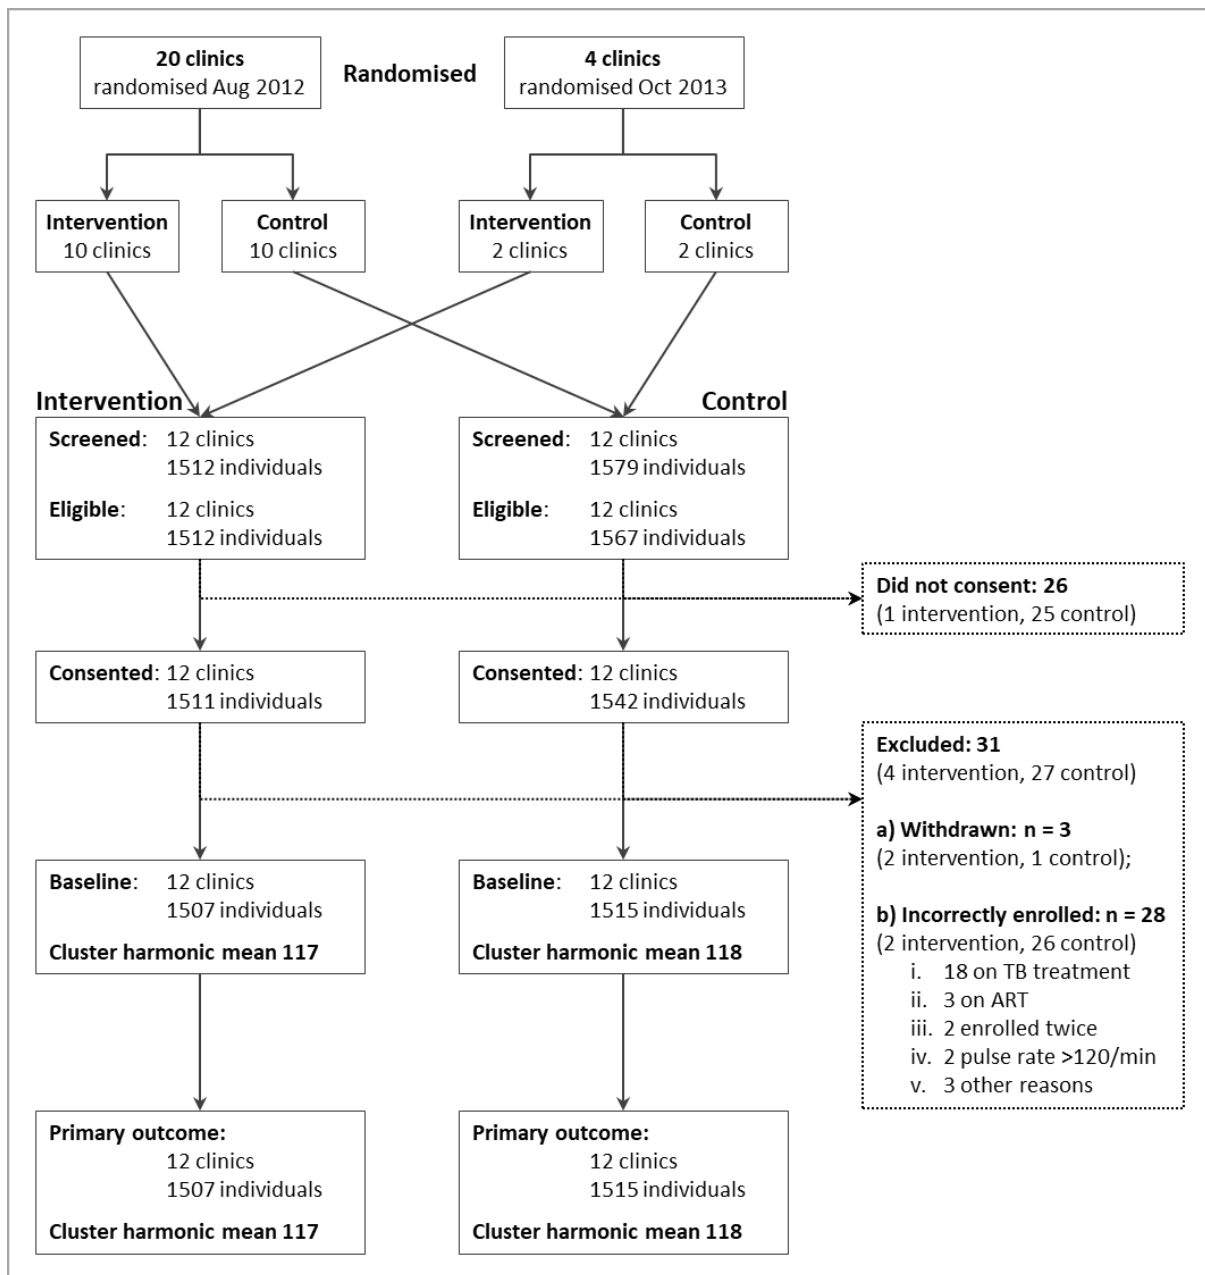 20 clinics
randomised Aug 2012
Randomised
4 clinics
randomised Oct 2013
Intervention
10 clinics
Control
10 clinics
Intervention
2 clinics
Control
2 clinics
Intervention
Screened: 12 clinics
1512 individuals
Eligible: 12 clinics
1512 individuals
Control
Screened: 12 clinics
1579 individuals
Eligible: 12 clinics
1567 individuals
Did not consent: 26
(1 intervention, 25 control)
Consented: 12 clinics
1511 individuals
Consented: 12 clinics
1542 individuals
Excluded: 31
(4 intervention, 27 control)
a) Withdrawn: n = 3
(2 intervention, 1 control);
b) Incorrectly enrolled: n = 28
(2 intervention, 26 control)
i. 18 on TB treatment
ii. 3 on ART
iii. 2 enrolled twice
iv. 2 pulse rate >120/min
v. 3 other reasons
Baseline: 12 clinics
1507 individuals
Cluster harmonic mean 117
Baseline: 12 clinics
1515 individuals
Cluster harmonic mean 118
Primary outcome:
12 clinics
1507 individuals
Cluster harmonic mean 117
Primary outcome:
12 clinics
1515 individuals
Cluster harmonic mean 118